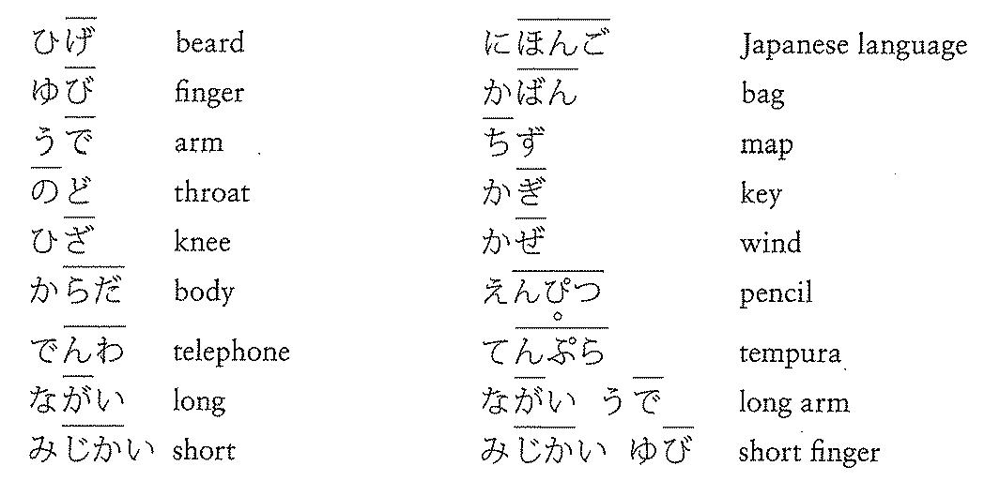 ひげ beard にほんご Japanese language
ゆび finger かばん bag
うで arm ちず map
のど throat かぎ key
ひざ knee かぜ wind
からだ body えんぴつ pencil
でんわ telephone てんぷら tempura
ながい long ながい うで long arm
みじかい short みじかい ゆび short finger